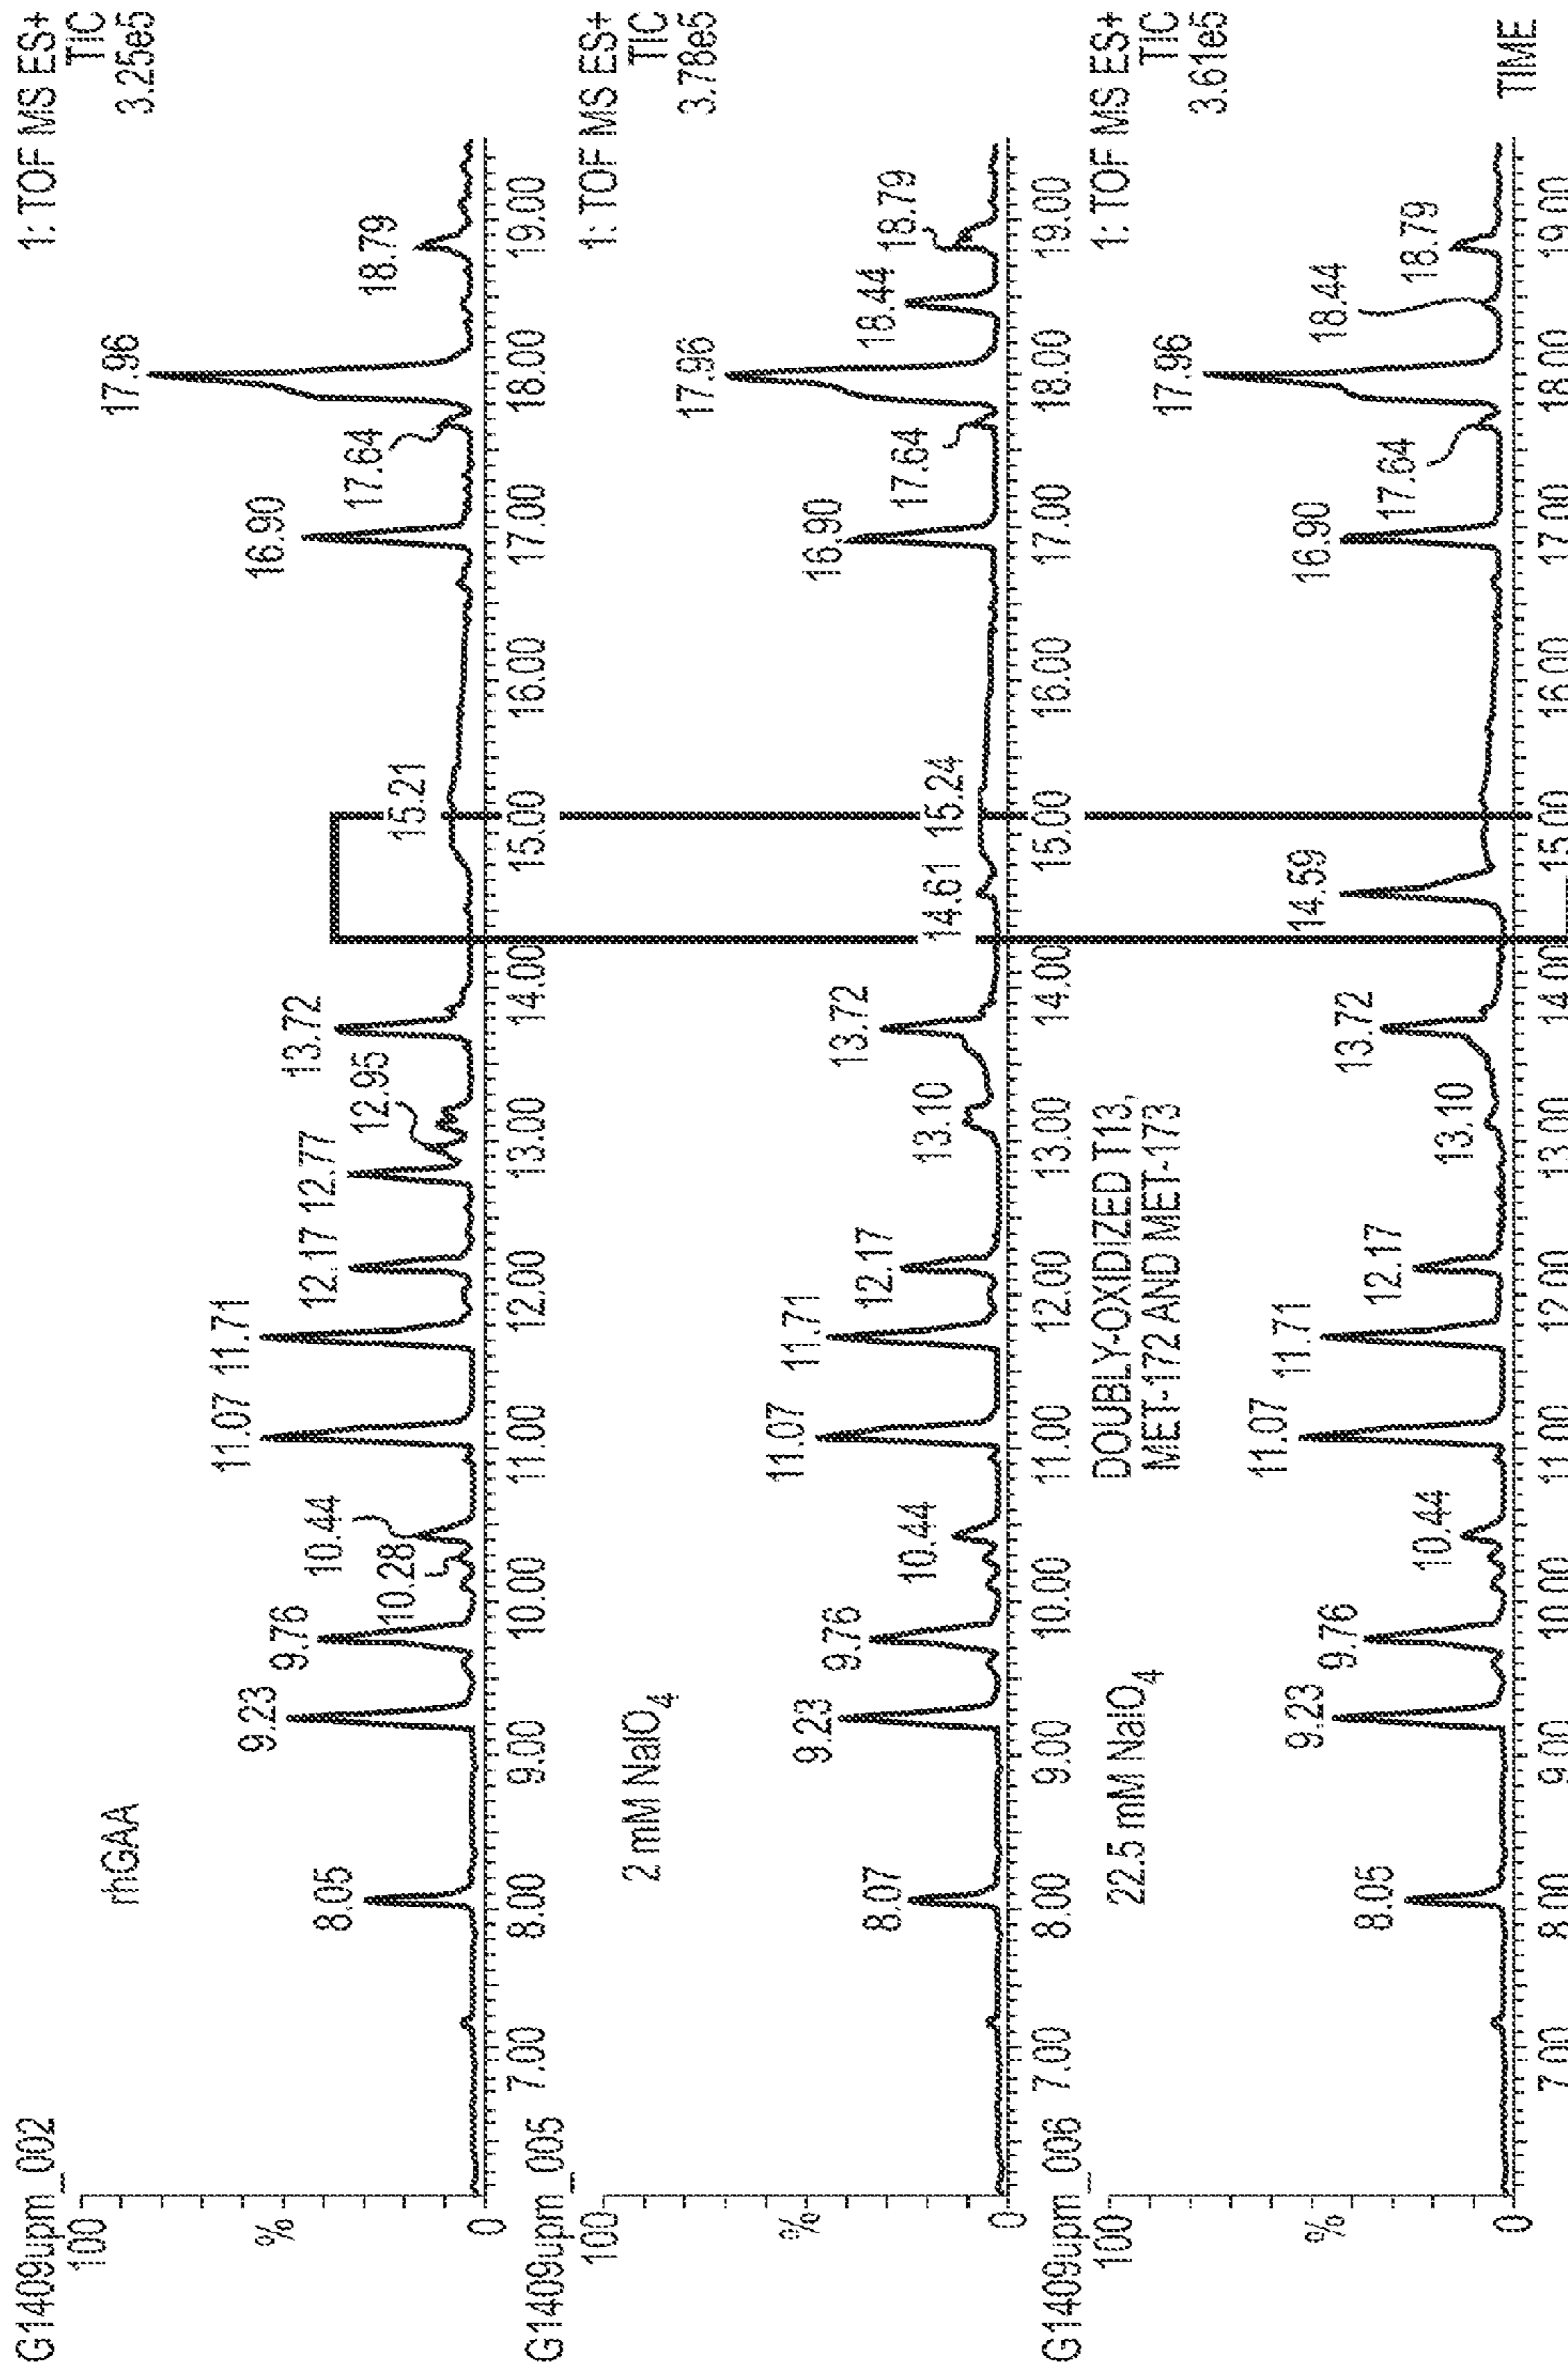 G1409upm_002
1: TOF MS ES+
TIC
3.25e5
100
%
0
rhGAA
8.05
9.23
9.76
10.28
10.44
11.07
11.71
12.17
12.77
12.95
13.72
15.21
16.90
17.64
17.96
18.79
7.00 8.00 9.00 10.00 11.00 12.00 13.00 14.00 15.00 16.00 17.00 18.00 19.00
G1409upm_005
1: TOF MS ES+
TIC
3.78e5
100
%
0
2 mM NaIO4
8.07
9.23
9.76
10.44
11.07
11.71
12.17
13.10
13.72
14.61
15.24
16.90
17.64
17.96
18.44
18.79
7.00 8.00 9.00 10.00 11.00 12.00 13.00 14.00 15.00 16.00 17.00 18.00 19.00
G1409upm_006
1: TOF MS ES+
TIC
3.61e5
100
%
0
22.5 mM NaIO4
DOUBLY-OXIDIZED T13,
MET-172 AND MET-173
8.05
9.23
9.76
10.44
11.07
11.71
12.17
13.10
13.72
14.59
16.90
17.64
17.96
18.44
18.79
7.00 8.00 9.00 10.00 11.00 12.00 13.00 14.00 15.00 16.00 17.00 18.00 19.00
TIME